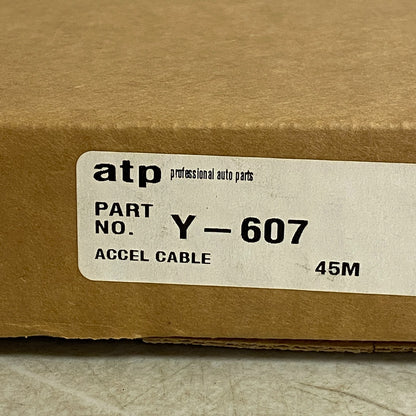 atp professional auto parts
PART NO. Y-607
ACCEL CABLE
45M